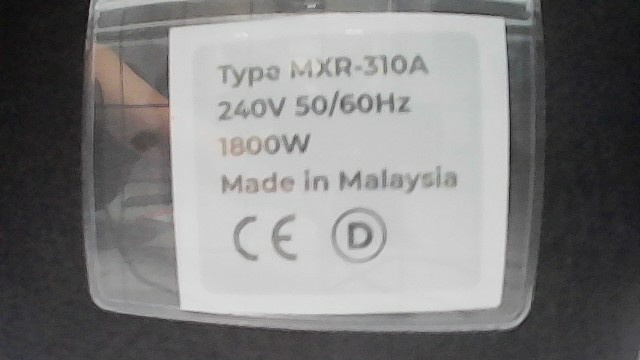 Type MXR-310A
240V 50/60Hz
1800W
Made in Malaysia
CE D